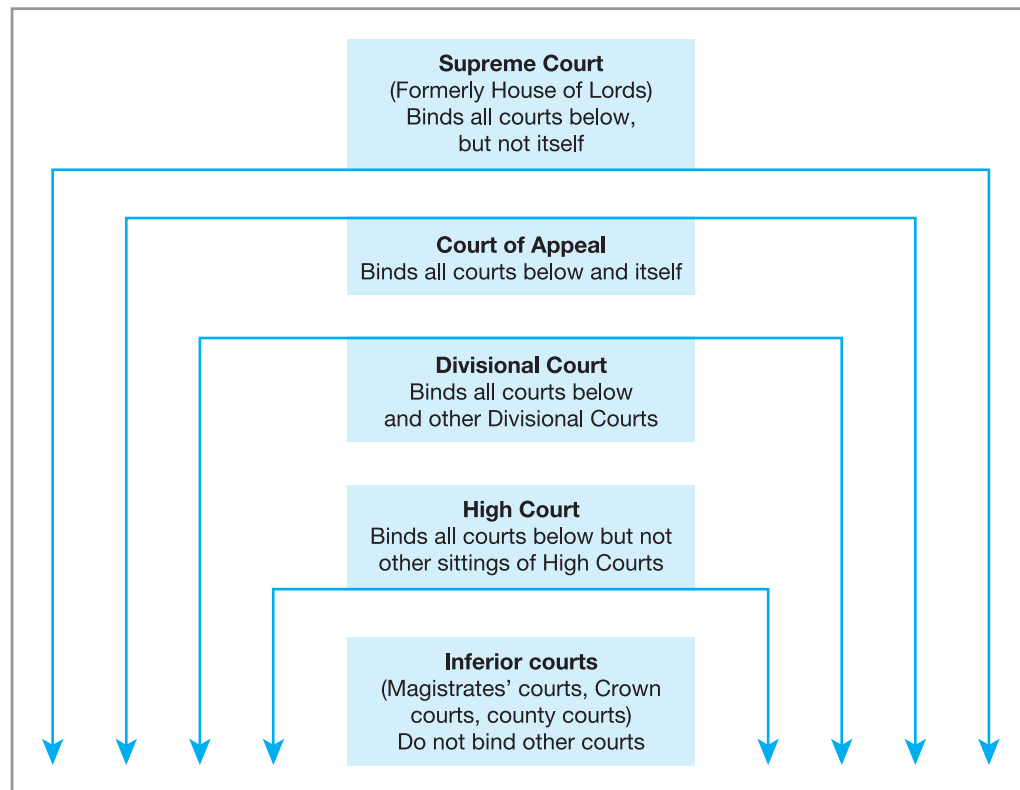 Supreme Court
(Formerly House of Lords)
Binds all courts below,
but not itself
Court of Appeal
Binds all courts below and itself
Divisional Court
Binds all courts below
and other Divisional Courts
High Court
Binds all courts below but not
other sittings of High Courts
Inferior courts
(Magistrates’ courts, Crown
courts, county courts)
Do not bind other courts